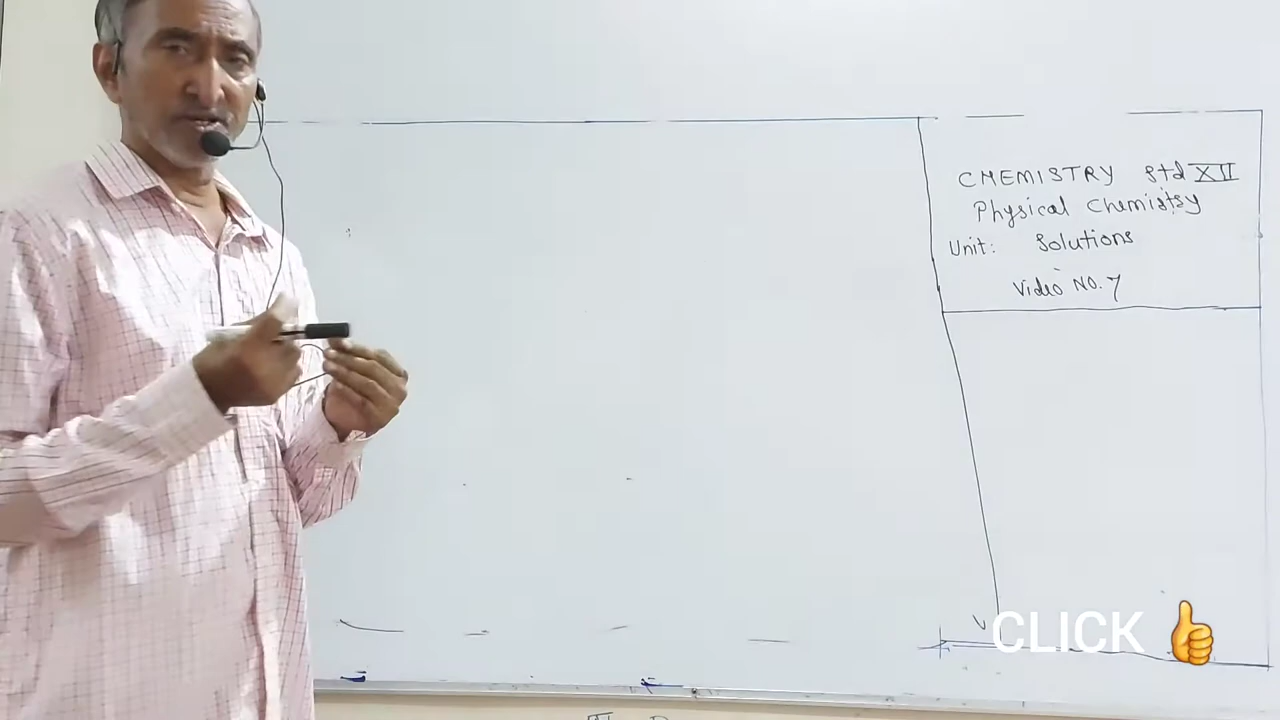 CHEMISTRY Std XII
Physical Chemistry
Unit: Solutions
Video NO. 7
CLICK 👍